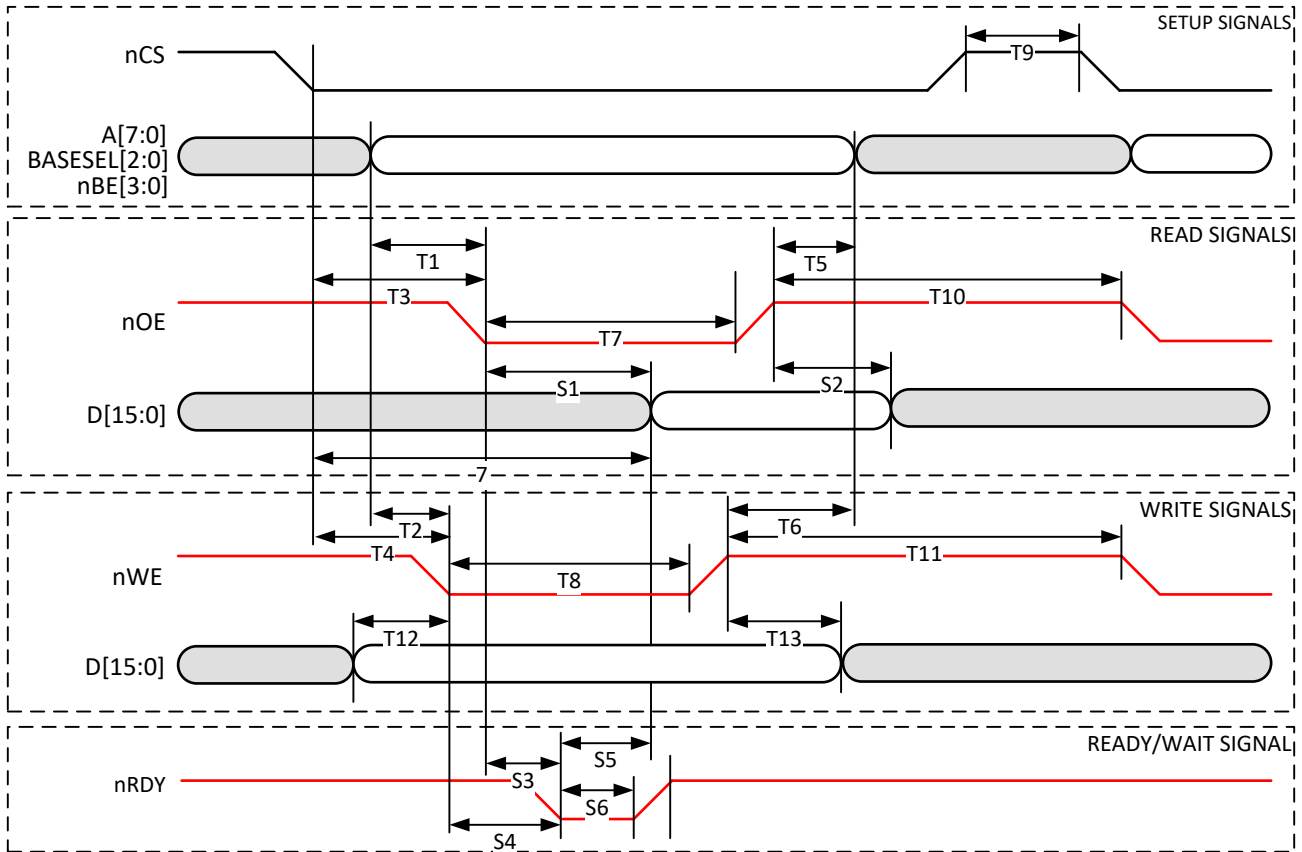 SETUP SIGNALS
nCS
T9
A[7:0]
BASESEL[2:0]
nBE[3:0]
READ SIGNALS
T1
T5
T3
T10
nOE
T7
S1
S2
D[15:0]
7
WRITE SIGNALS
T2
T6
T4
T11
nWE
T8
T12
T13
D[15:0]
READY/WAIT SIGNAL
S5
nRDY
S3
S6
S4